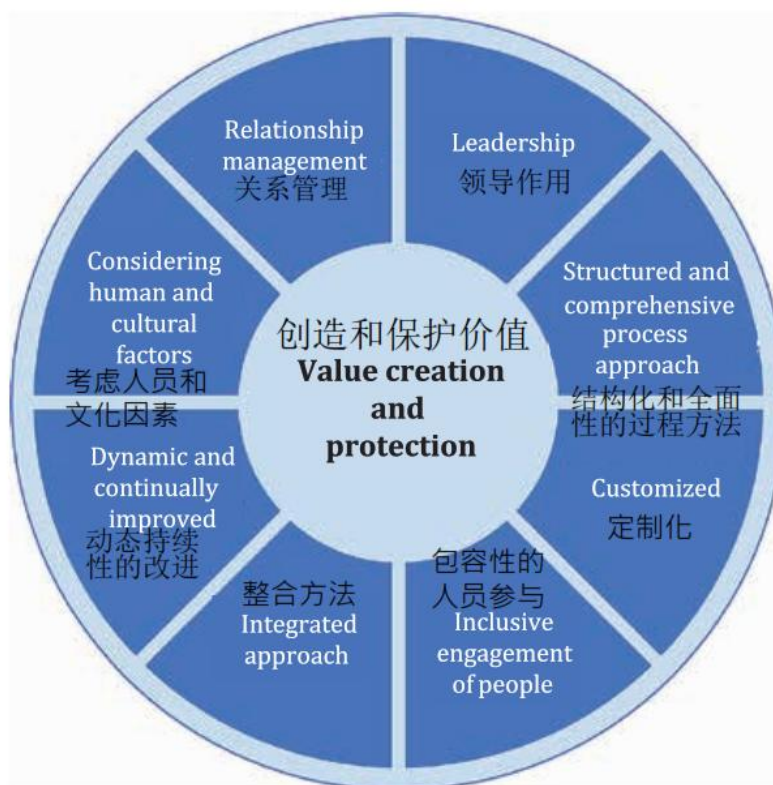 Relationship
management
关系管理
Leadership
领导作用
Structured and
comprehensive
process
approach
结构化和全面
性的过程方法
Customized
定制化
包容性的
人员参与
Inclusive
engagement
of people
整合方法
Integrated
approach
Dynamic and
continually
improved
动态持续
性的改进
Considering
human and
cultural
factors
考虑人员和
文化因素
创造和保护价值
Value creation
and
protection